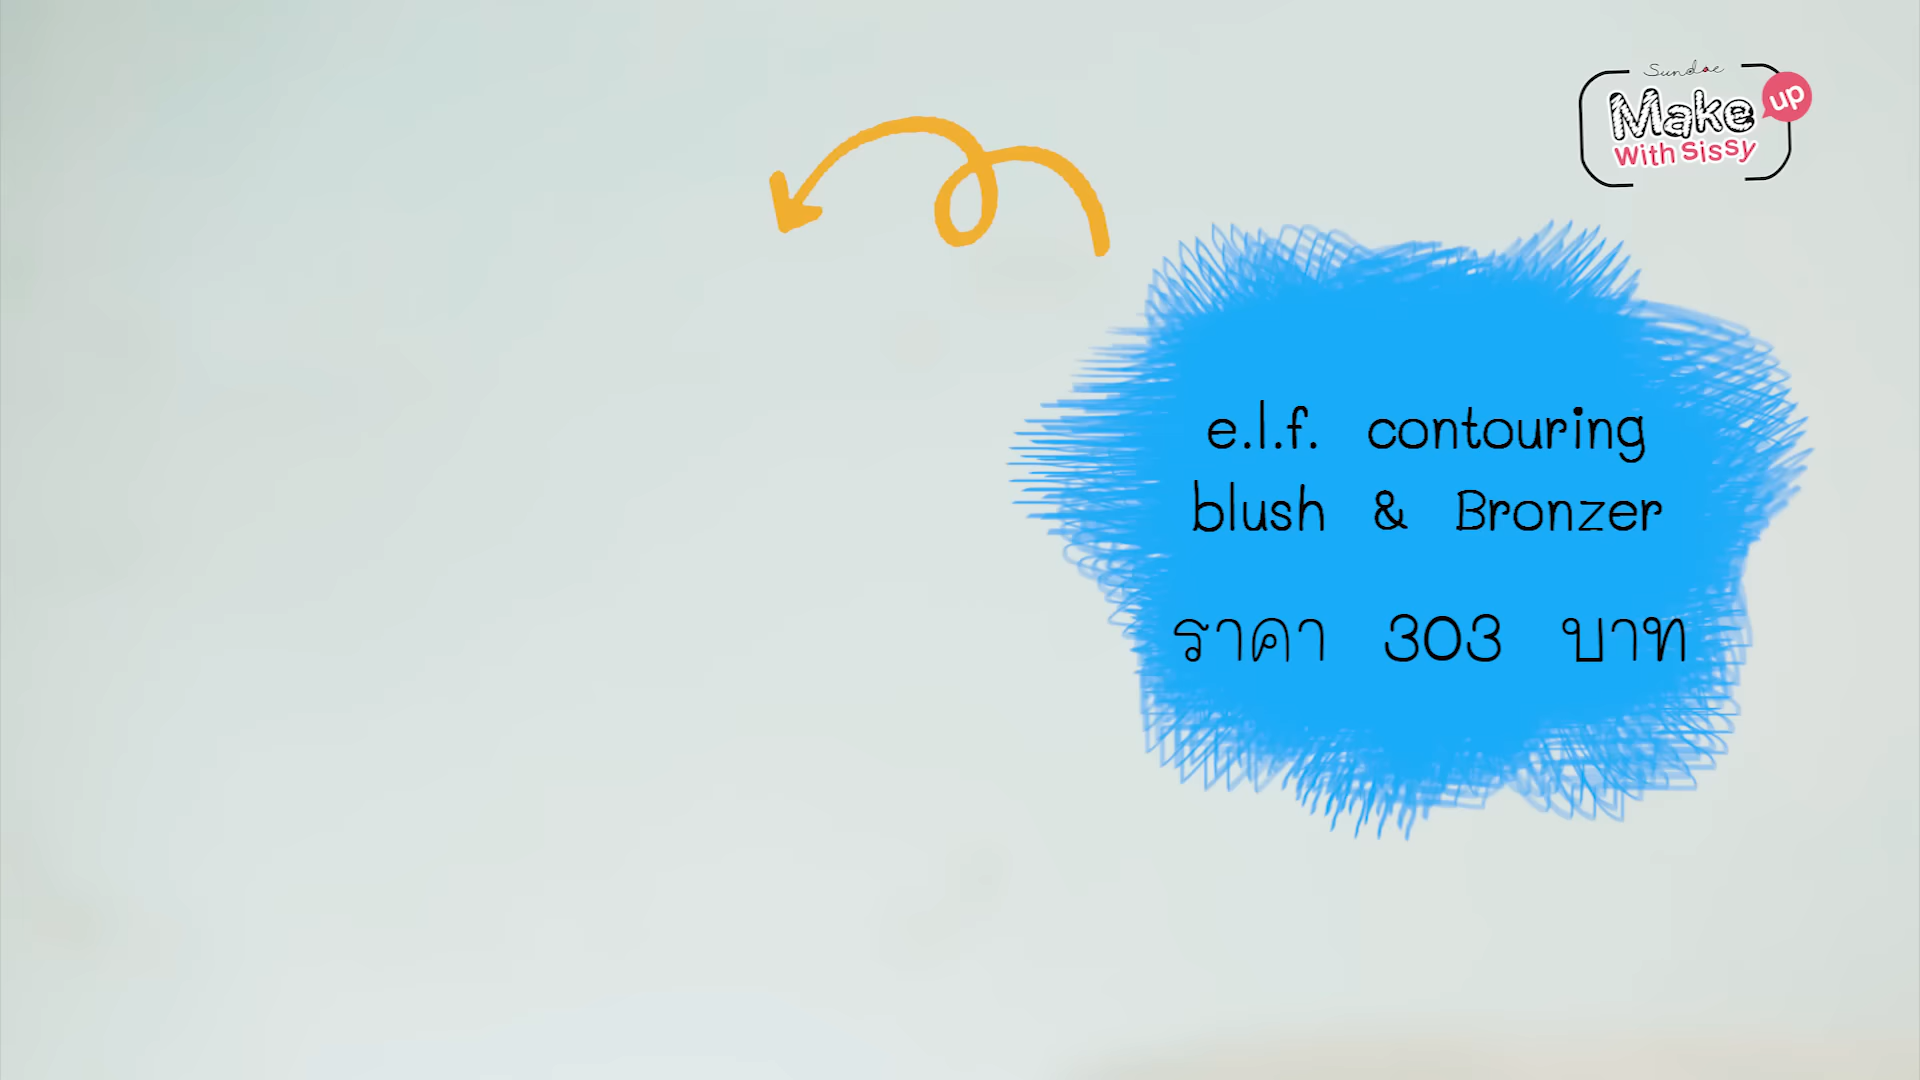 Sundae
Make up
with Sissy
e.l.f. contouring
blush & Bronzer
ราคา 303 บาท